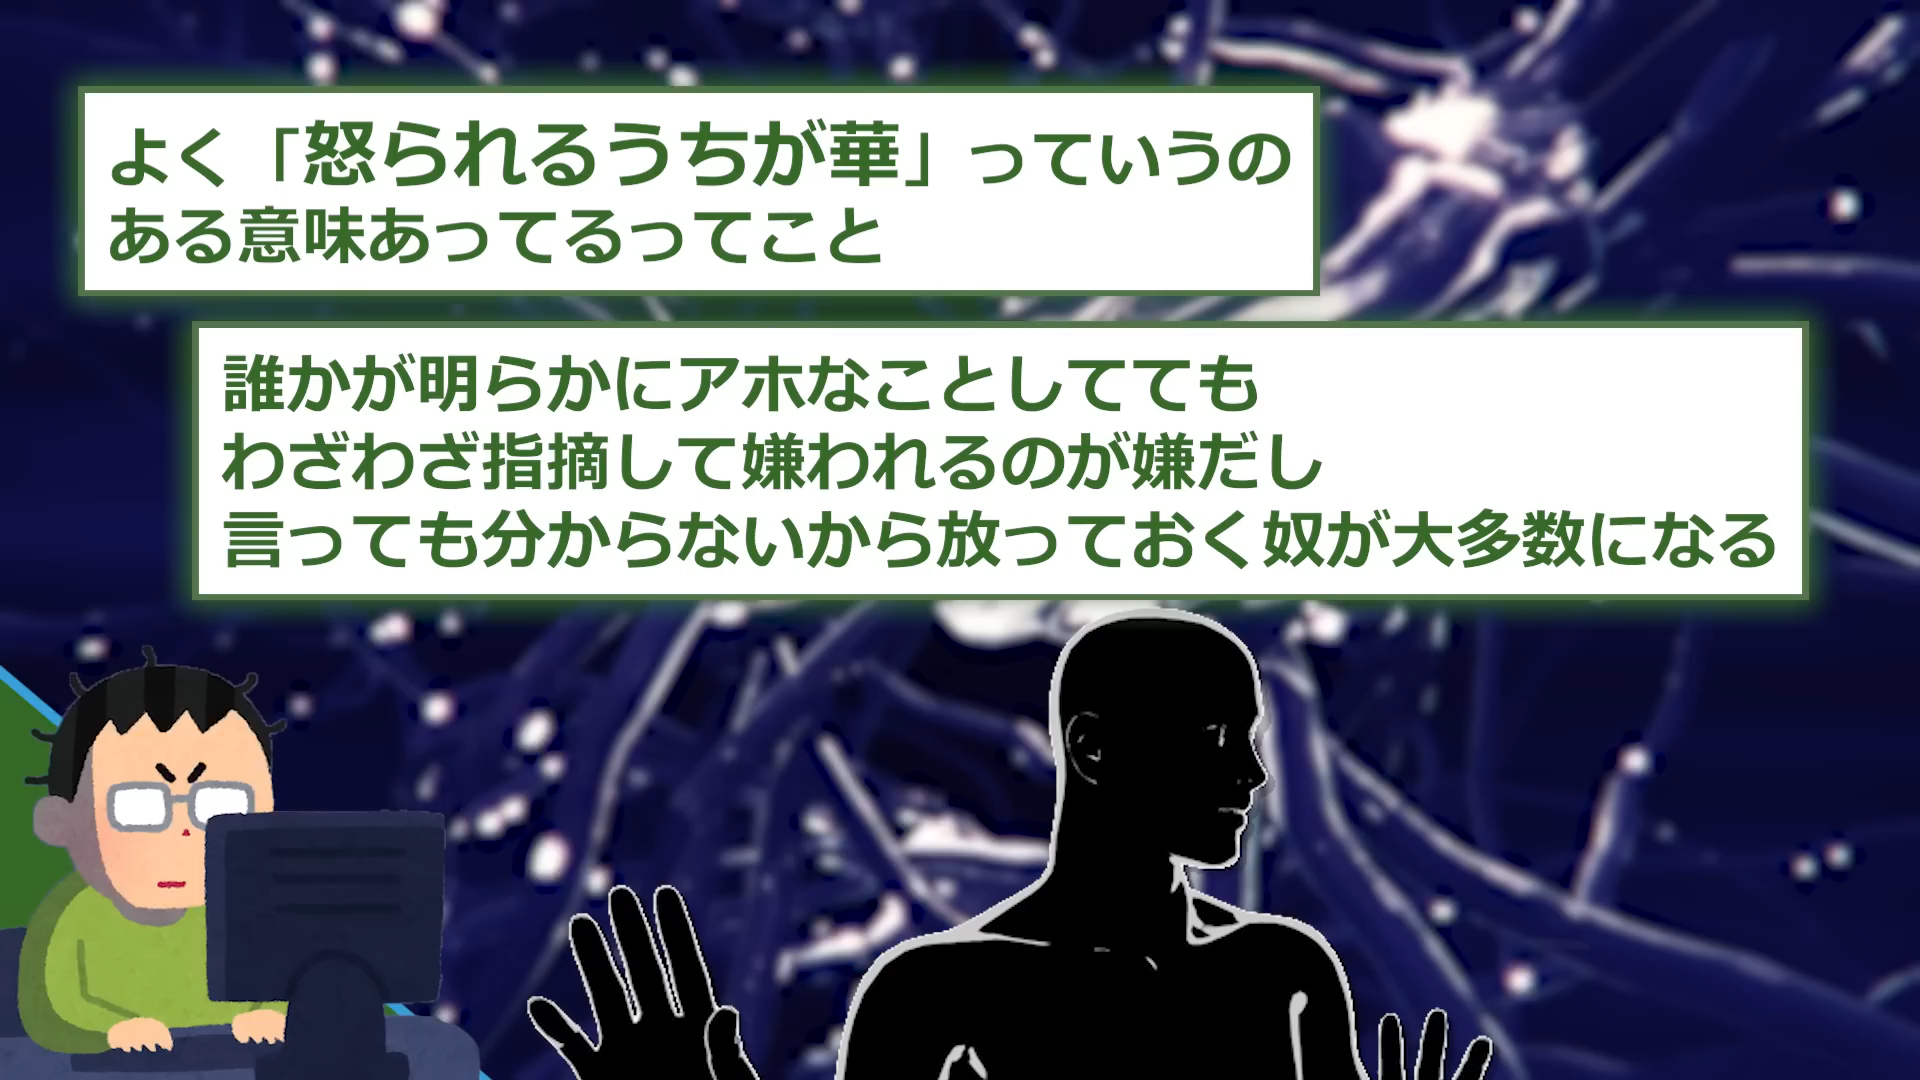 よく「怒られるうちが華」っていうの
ある意味あってるってこと
誰かが明らかにアホなことしてても
わざわざ指摘して嫌われるのが嫌だし
言っても分からないから放っておく奴が大多数になる